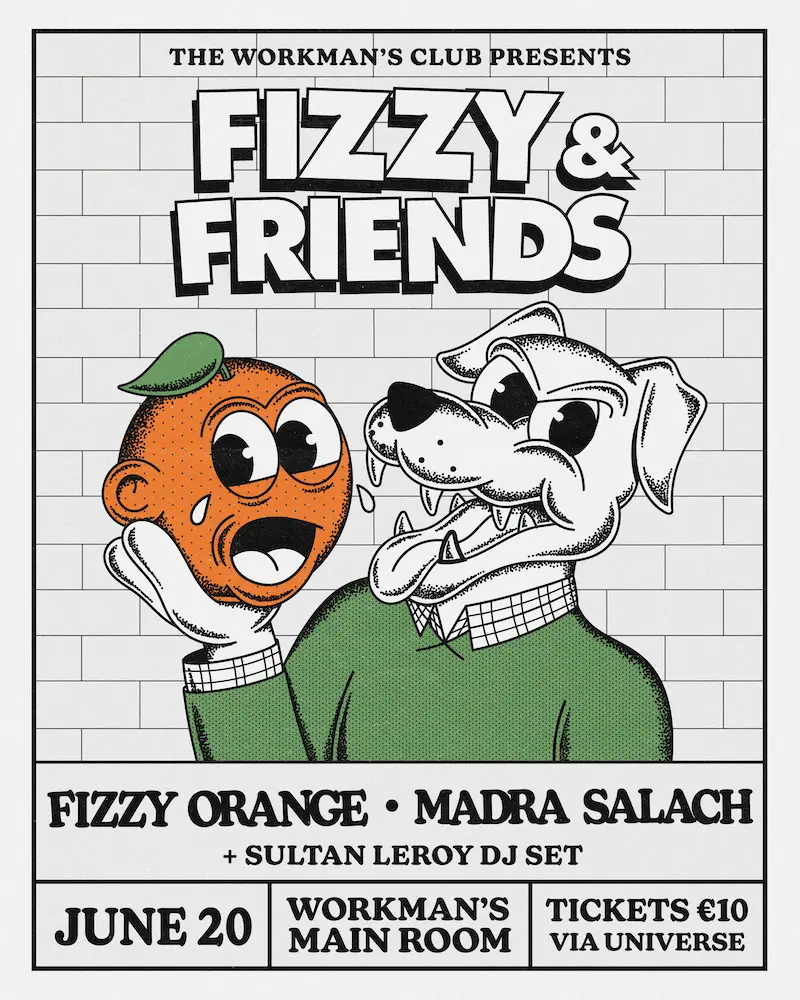 THE WORKMAN’S CLUB PRESENTS
FIZZY &
FRIENDS
FIZZY ORANGE • MADRA SALACH
+ SULTAN LEROY DJ SET
JUNE 20
WORKMAN’S
MAIN ROOM
TICKETS €10
VIA UNIVERSE